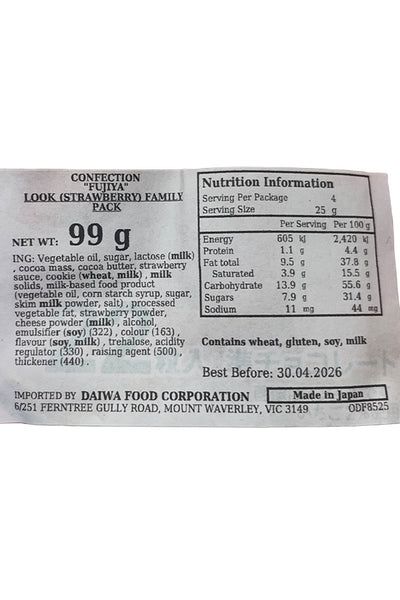 CONFECTION
"FUJIYA"
LOOK (STRAWBERRY) FAMILY
PACK
NET WT: 99 g
ING: Vegetable oil, sugar, lactose (milk)
, cocoa mass, cocoa butter, strawberry
sauce, cookie (wheat, milk) , milk
solids, milk-based food product
(vegetable oil, corn starch syrup, sugar,
skim milk powder, salt) , processed
vegetable fat, strawberry powder,
cheese powder (milk) , alcohol,
emulsifier (soy) (322) , colour (163) ,
flavour (soy, milk) , trehalose, acidity
regulator (330) , raising agent (500) ,
thickener (440) .
Nutrition Information
Serving Per Package 4
Serving Size 25 g
Per Serving Per 100 g
Energy 605 kJ 2,420 kJ
Protein 1.1 g 4.4 g
Fat total 9.5 g 37.8 g
Saturated 3.9 g 15.5 g
Carbohydrate 13.9 g 55.6 g
Sugars 7.9 g 31.4 g
Sodium 11 mg 44 mg
Contains wheat, gluten, soy, milk
Best Before: 30.04.2026
IMPORTED BY DAIWA FOOD CORPORATION Made in Japan
6/251 FERNTREE GULLY ROAD, MOUNT WAVERLEY, VIC 3149 ODF8525